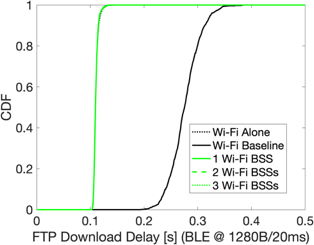 1
0.8
0.6
0.4
0.2
0
CDF
0 0.1 0.2 0.3 0.4 0.5
FTP Download Delay [s] (BLE @ 1280B/20ms)
Wi-Fi Alone
Wi-Fi Baseline
1 Wi-Fi BSS
2 Wi-Fi BSSs
3 Wi-Fi BSSs